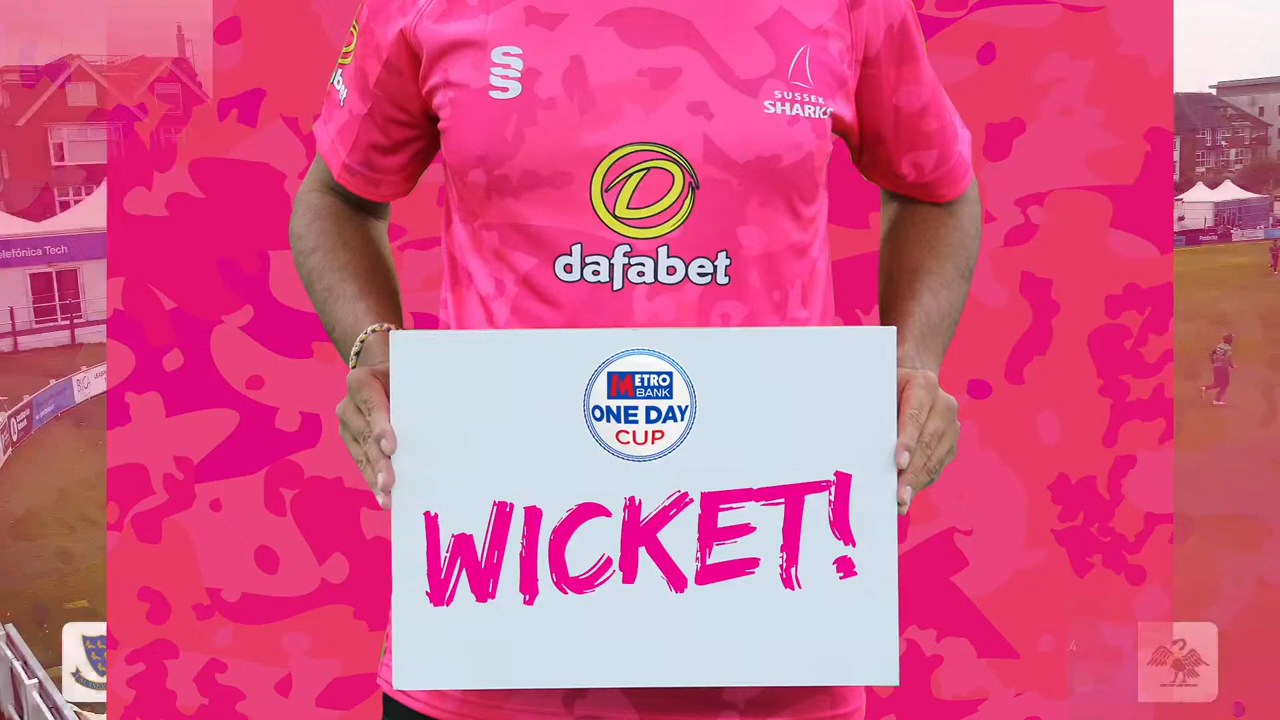 SUSSEX
SHARKS
dafabet
Telefónica Tech
METRO
BANK
ONE DAY
CUP
WICKET!